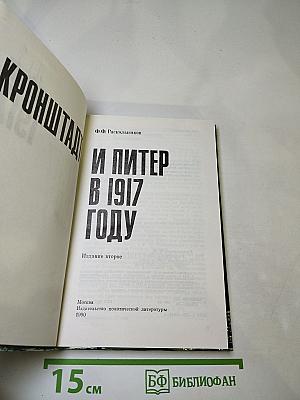 КРОНШТАДТ
Ф.Ф Раскольников
И ПИТЕР
В 1917
ГОДУ
Издание второе
Москва
Издательство политической литературы
1990
15 см
БФ БИБЛИОФАН